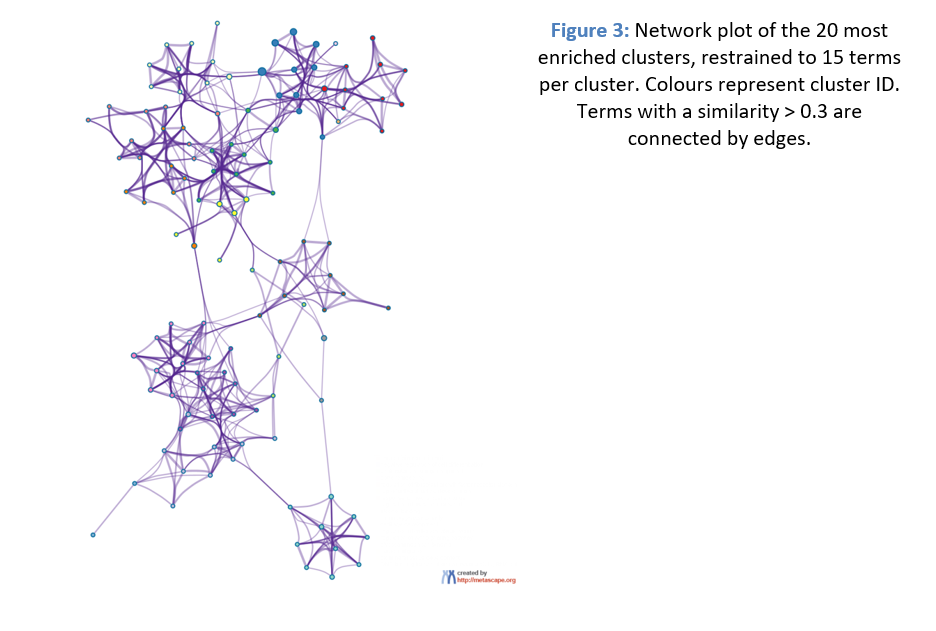 Figure 3: Network plot of the 20 most
enriched clusters, restrained to 15 terms
per cluster. Colours represent cluster ID.
Terms with a similarity > 0.3 are
connected by edges.
created by
http://metascape.org